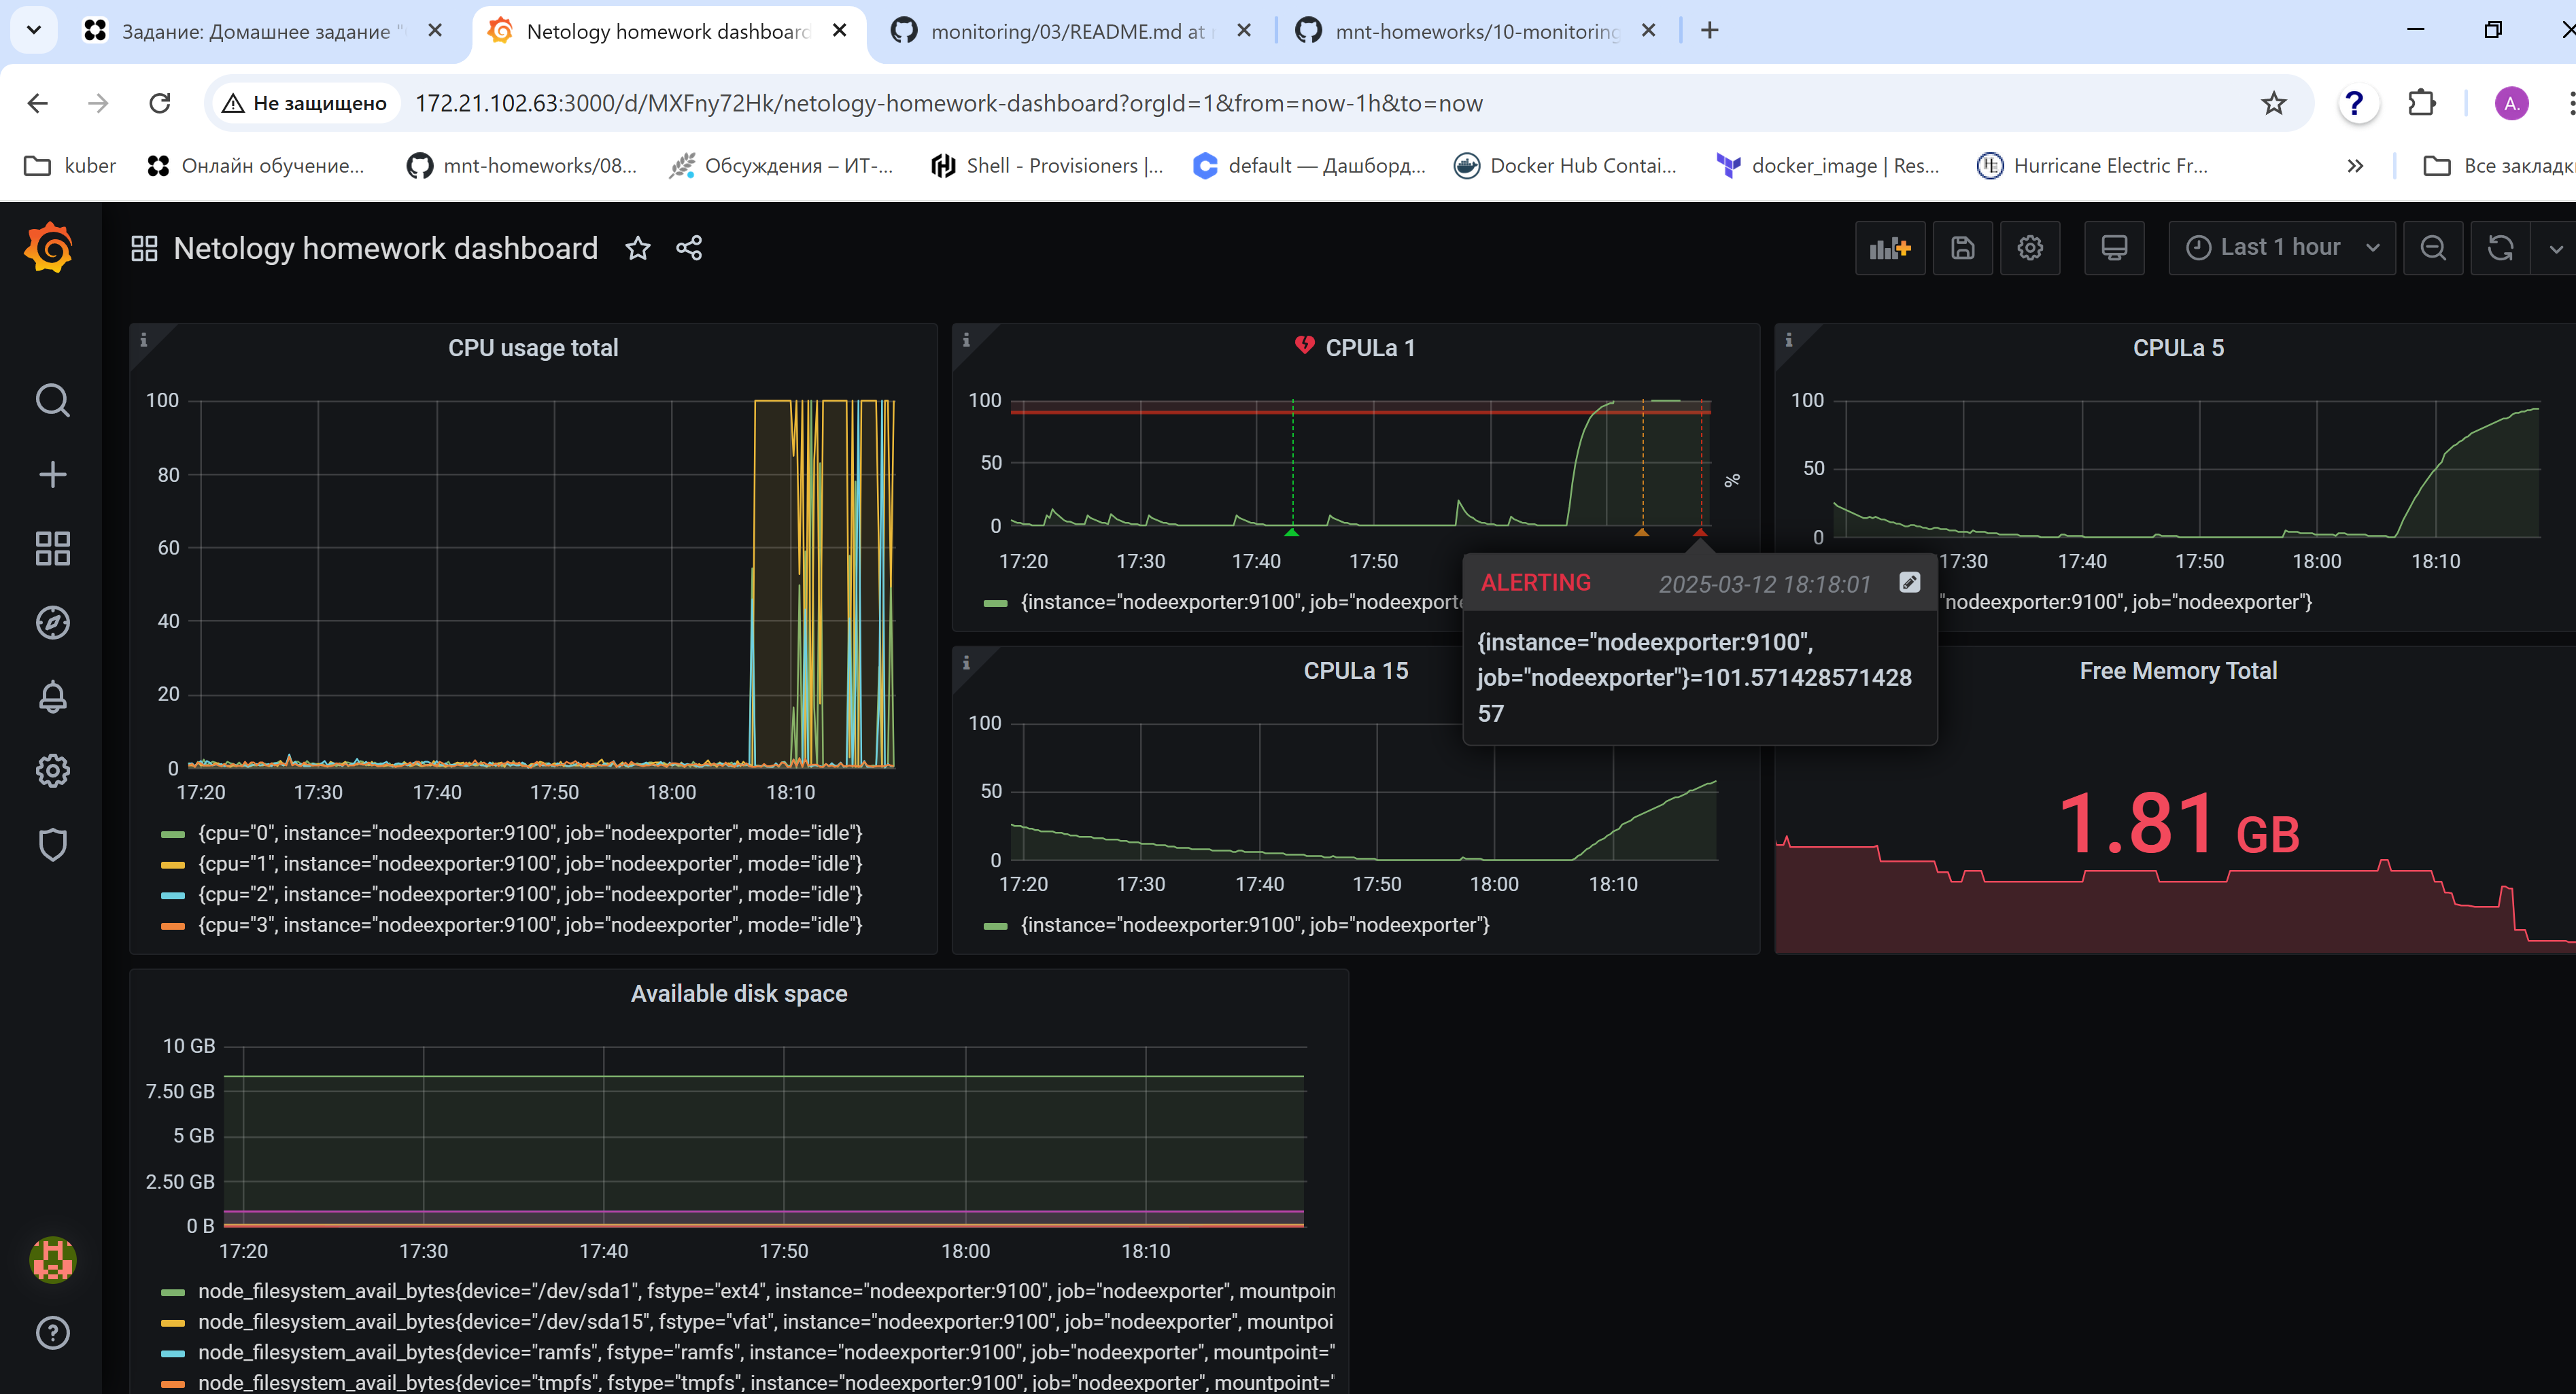 Задание: Домашнее задание "
Netology homework dashboard
monitoring/03/README.md at
mnt-homeworks/10-monitoring
Не защищено
172.21.102.63:3000/d/MXFny72Hk/netology-homework-dashboard?orgId=1&from=now-1h&to=now
?
A.
kuber
Онлайн обучение...
mnt-homeworks/08...
Обсуждения – ИТ-...
Shell - Provisioners |...
default — Дашборд...
Docker Hub Contai...
docker_image | Res...
Hurricane Electric Fr...
Все закладк
Netology homework dashboard
Last 1 hour
CPU usage total
100
80
60
40
20
0
17:20 17:30 17:40 17:50 18:00 18:10
{cpu="0", instance="nodeexporter:9100", job="nodeexporter", mode="idle"}
{cpu="1", instance="nodeexporter:9100", job="nodeexporter", mode="idle"}
{cpu="2", instance="nodeexporter:9100", job="nodeexporter", mode="idle"}
{cpu="3", instance="nodeexporter:9100", job="nodeexporter", mode="idle"}
CPULa 1
100
50
0
%
17:20 17:30 17:40 17:50
{instance="nodeexporter:9100", job="nodeexporte
ALERTING 2025-03-12 18:18:01
{instance="nodeexporter:9100",
job="nodeexporter"}=101.571428571428
57
CPULa 5
100
50
0
17:30 17:40 17:50 18:00 18:10
"nodeexporter:9100", job="nodeexporter"}
CPULa 15
100
50
0
17:20 17:30 17:40 17:50 18:00 18:10
{instance="nodeexporter:9100", job="nodeexporter"}
Free Memory Total
1.81 GB
Available disk space
10 GB
7.50 GB
5 GB
2.50 GB
0 B
17:20 17:30 17:40 17:50 18:00 18:10
node_filesystem_avail_bytes{device="/dev/sda1", fstype="ext4", instance="nodeexporter:9100", job="nodeexporter", mountpoin
node_filesystem_avail_bytes{device="/dev/sda15", fstype="vfat", instance="nodeexporter:9100", job="nodeexporter", mountpoi
node_filesystem_avail_bytes{device="ramfs", fstype="ramfs", instance="nodeexporter:9100", job="nodeexporter", mountpoint="
node_filesystem_avail_bytes{device="tmpfs", fstype="tmpfs", instance="nodeexporter:9100", job="nodeexporter", mountpoint="